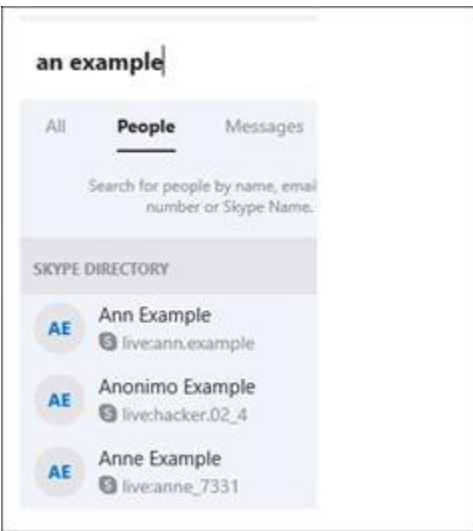 an example
All People Messages
Search for people by name, emai
number or Skype Name.
SKYPE DIRECTORY
AE Ann Example
live:ann.example
AE Anonimo Example
live:hacker.02_4
AE Anne Example
live:anne_7331